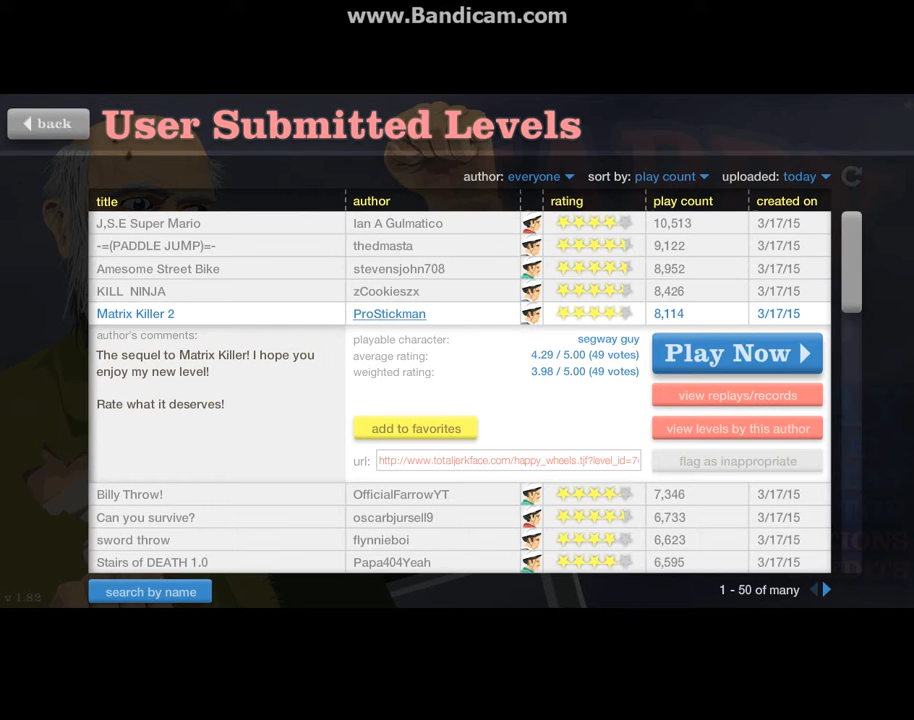 www.Bandicam.com
back
User Submitted Levels
author: everyone sort by: play count uploaded: today
title author rating play count created on
J,S.E Super Mario Ian A Gulmatico 10,513 3/17/15
-=(PADDLE JUMP)=- thedmasta 9,122 3/17/15
Amesome Street Bike stevensjohn708 8,952 3/17/15
KILL NINJA zCookieszx 8,426 3/17/15
Matrix Killer 2 ProStickman 8,114 3/17/15
author's comments:
The sequel to Matrix Killer! I hope you
enjoy my new level!
Rate what it deserves!
playable character: segway guy
average rating: 4.29 / 5.00 (49 votes)
weighted rating: 3.98 / 5.00 (49 votes)
add to favorites
url: http://www.totaljerkface.com/happy_wheels.tjf?level_id=7
Play Now
view replays/records
view levels by this author
flag as inappropriate
Billy Throw! OfficialFarrowYT 7,346 3/17/15
Can you survive? oscarbjursell9 6,733 3/17/15
sword throw flynnieboi 6,623 3/17/15
Stairs of DEATH 1.0 Papa404Yeah 6,595 3/17/15
search by name
1 - 50 of many
v 1.82